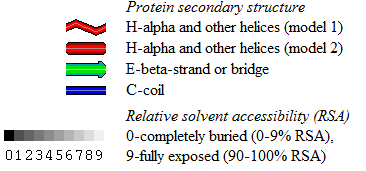 Protein secondary structure
H-alpha and other helices (model 1)
H-alpha and other helices (model 2)
E-beta-strand or bridge
C-coil
Relative solvent accessibility (RSA)
0-completely buried (0-9% RSA),
0123456789 9-fully exposed (90-100% RSA)